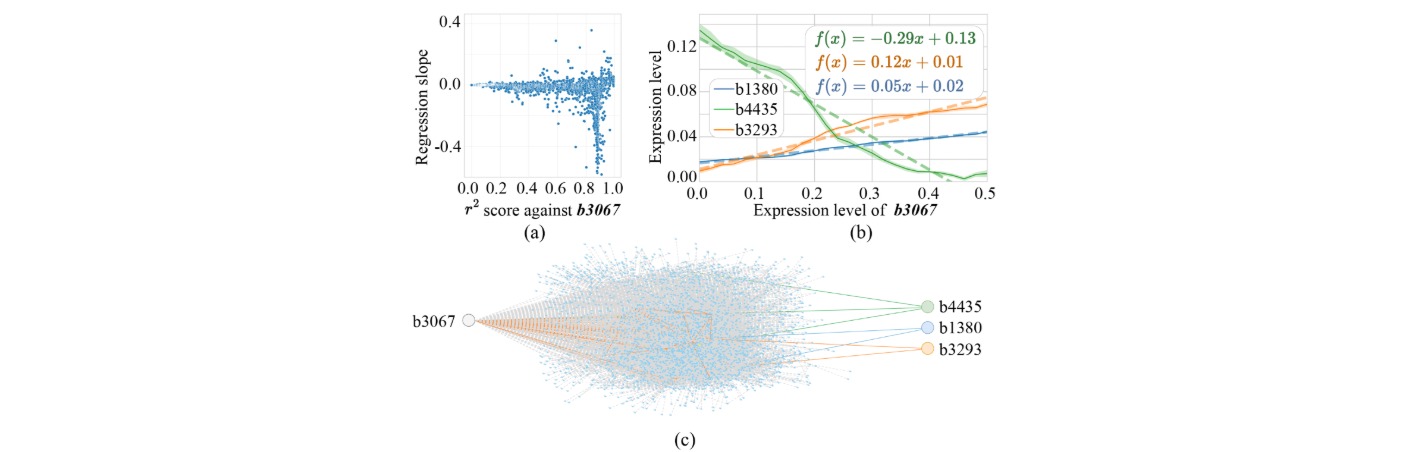 0.4
0.0
-0.4
Regression slope
0.0 0.2 0.4 0.6 0.8 1.0
r² score against b3067
(a)
0.12
0.08
0.04
0.00
Expression level
f(x) = −0.29x + 0.13
f(x) = 0.12x + 0.01
f(x) = 0.05x + 0.02
b1380
b4435
b3293
0.0 0.1 0.2 0.3 0.4 0.5
Expression level of b3067
(b)
b3067
b4435
b1380
b3293
(c)